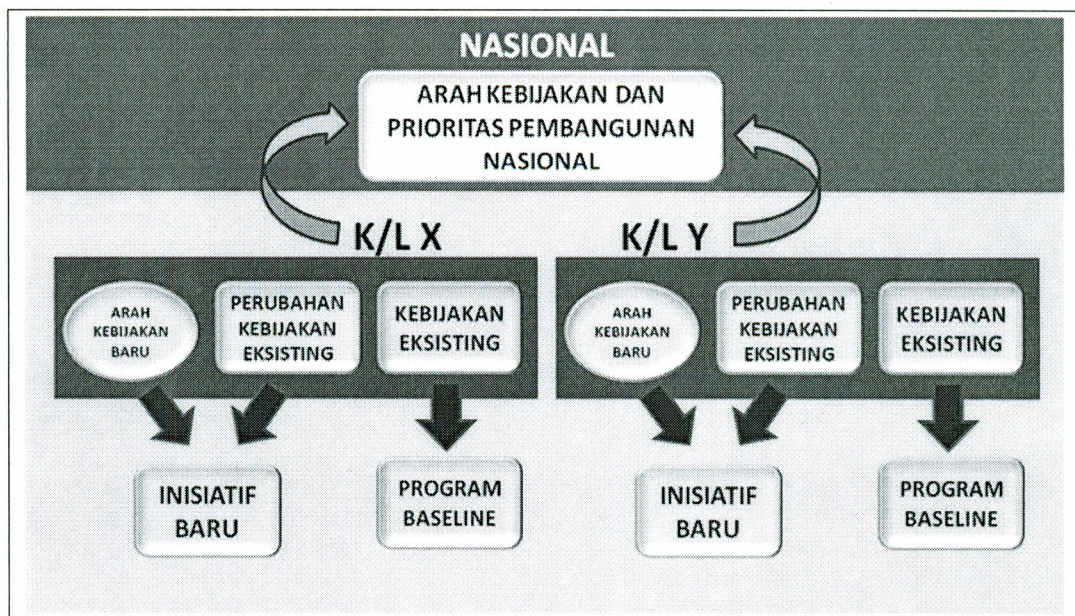 NASIONAL
ARAH KEBIJAKAN DAN
PRIORITAS PEMBANGUNAN
NASIONAL
K/L X
K/L Y
ARAH
KEBIJAKAN
BARU
PERUBAHAN
KEBIJAKAN
EKSISTING
KEBIJAKAN
EKSISTING
ARAH
KEBIJAKAN
BARU
PERUBAHAN
KEBIJAKAN
EKSISTING
KEBIJAKAN
EKSISTING
INISIATIF
BARU
PROGRAM
BASELINE
INISIATIF
BARU
PROGRAM
BASELINE